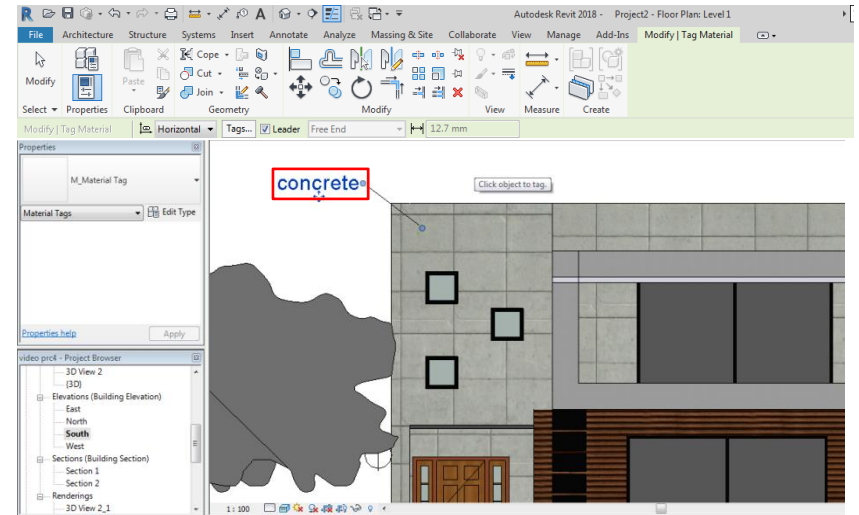 Autodesk Revit 2018 - Project2 - Floor Plan: Level 1
File Architecture Structure Systems Insert Annotate Analyze Massing & Site Collaborate View Manage Add-Ins Modify | Tag Material
Cope
Paste Cut
Modify Join
Select Properties Clipboard Geometry Modify View Measure Create
Modify | Tag Material Horizontal Tags... Leader Free End 12.7 mm
Properties
M_Material Tag
Material Tags Edit Type
Properties help Apply
concrete
Click object to tag.
video prc4 - Project Browser
3D View 2
{3D}
Elevations (Building Elevation)
East
North
South
West
Sections (Building Section)
Section 1
Section 2
Renderings
3D View 2_1
1 : 100